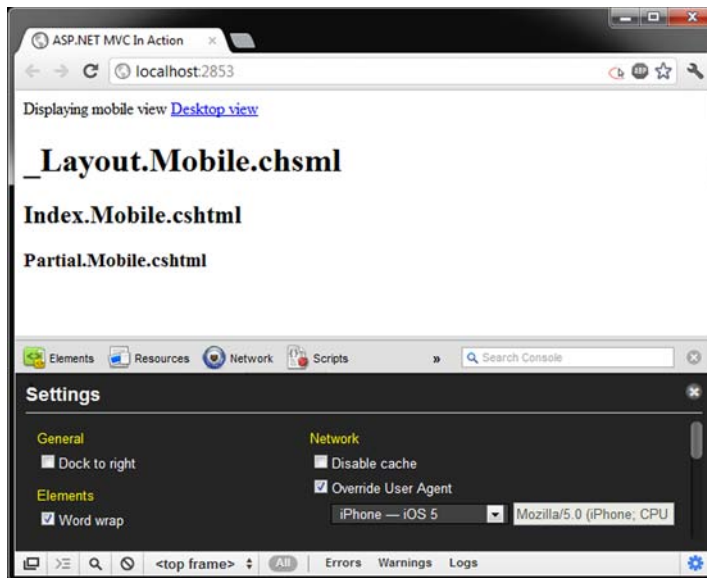 ASP.NET MVC In Action
localhost:2853
ABP
Displaying mobile view Desktop view
_Layout.Mobile.chsml
Index.Mobile.cshtml
Partial.Mobile.cshtml
Elements Resources Network Scripts » Search Console
Settings
General
Dock to right
Elements
Word wrap
Network
Disable cache
Override User Agent
iPhone — iOS 5 Mozilla/5.0 (iPhone; CPU
<top frame> All Errors Warnings Logs